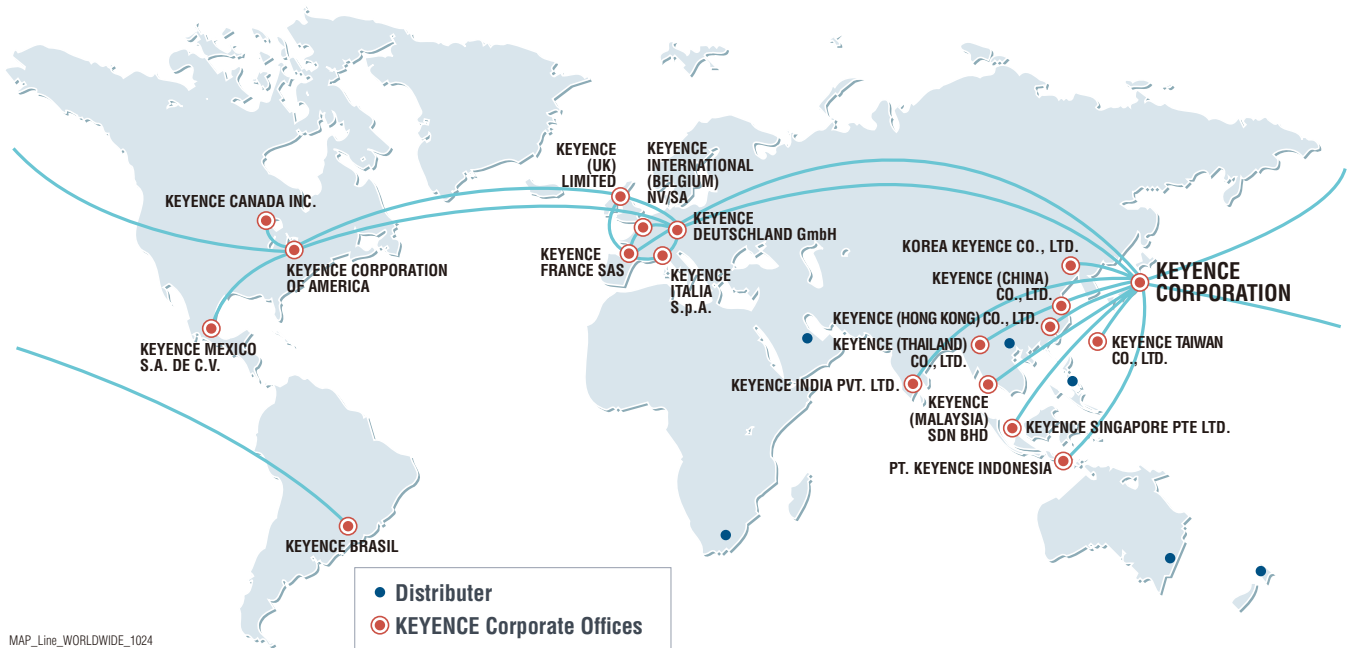 KEYENCE
(UK)
LIMITED
KEYENCE
INTERNATIONAL
(BELGIUM)
NV/SA
KEYENCE CANADA INC.
KEYENCE
DEUTSCHLAND GmbH
KEYENCE
FRANCE SAS
KEYENCE
ITALIA
S.p.A.
KEYENCE CORPORATION
OF AMERICA
KOREA KEYENCE CO., LTD.
KEYENCE
CORPORATION
KEYENCE (CHINA)
CO., LTD.
KEYENCE (HONG KONG) CO., LTD.
KEYENCE MEXICO
S.A. DE C.V.
KEYENCE (THAILAND)
CO., LTD.
KEYENCE TAIWAN
CO., LTD.
KEYENCE INDIA PVT. LTD.
KEYENCE
(MALAYSIA)
SDN BHD
KEYENCE SINGAPORE PTE LTD.
PT. KEYENCE INDONESIA
KEYENCE BRASIL
Distributer
KEYENCE Corporate Offices
MAP_Line_WORLDWIDE_1024